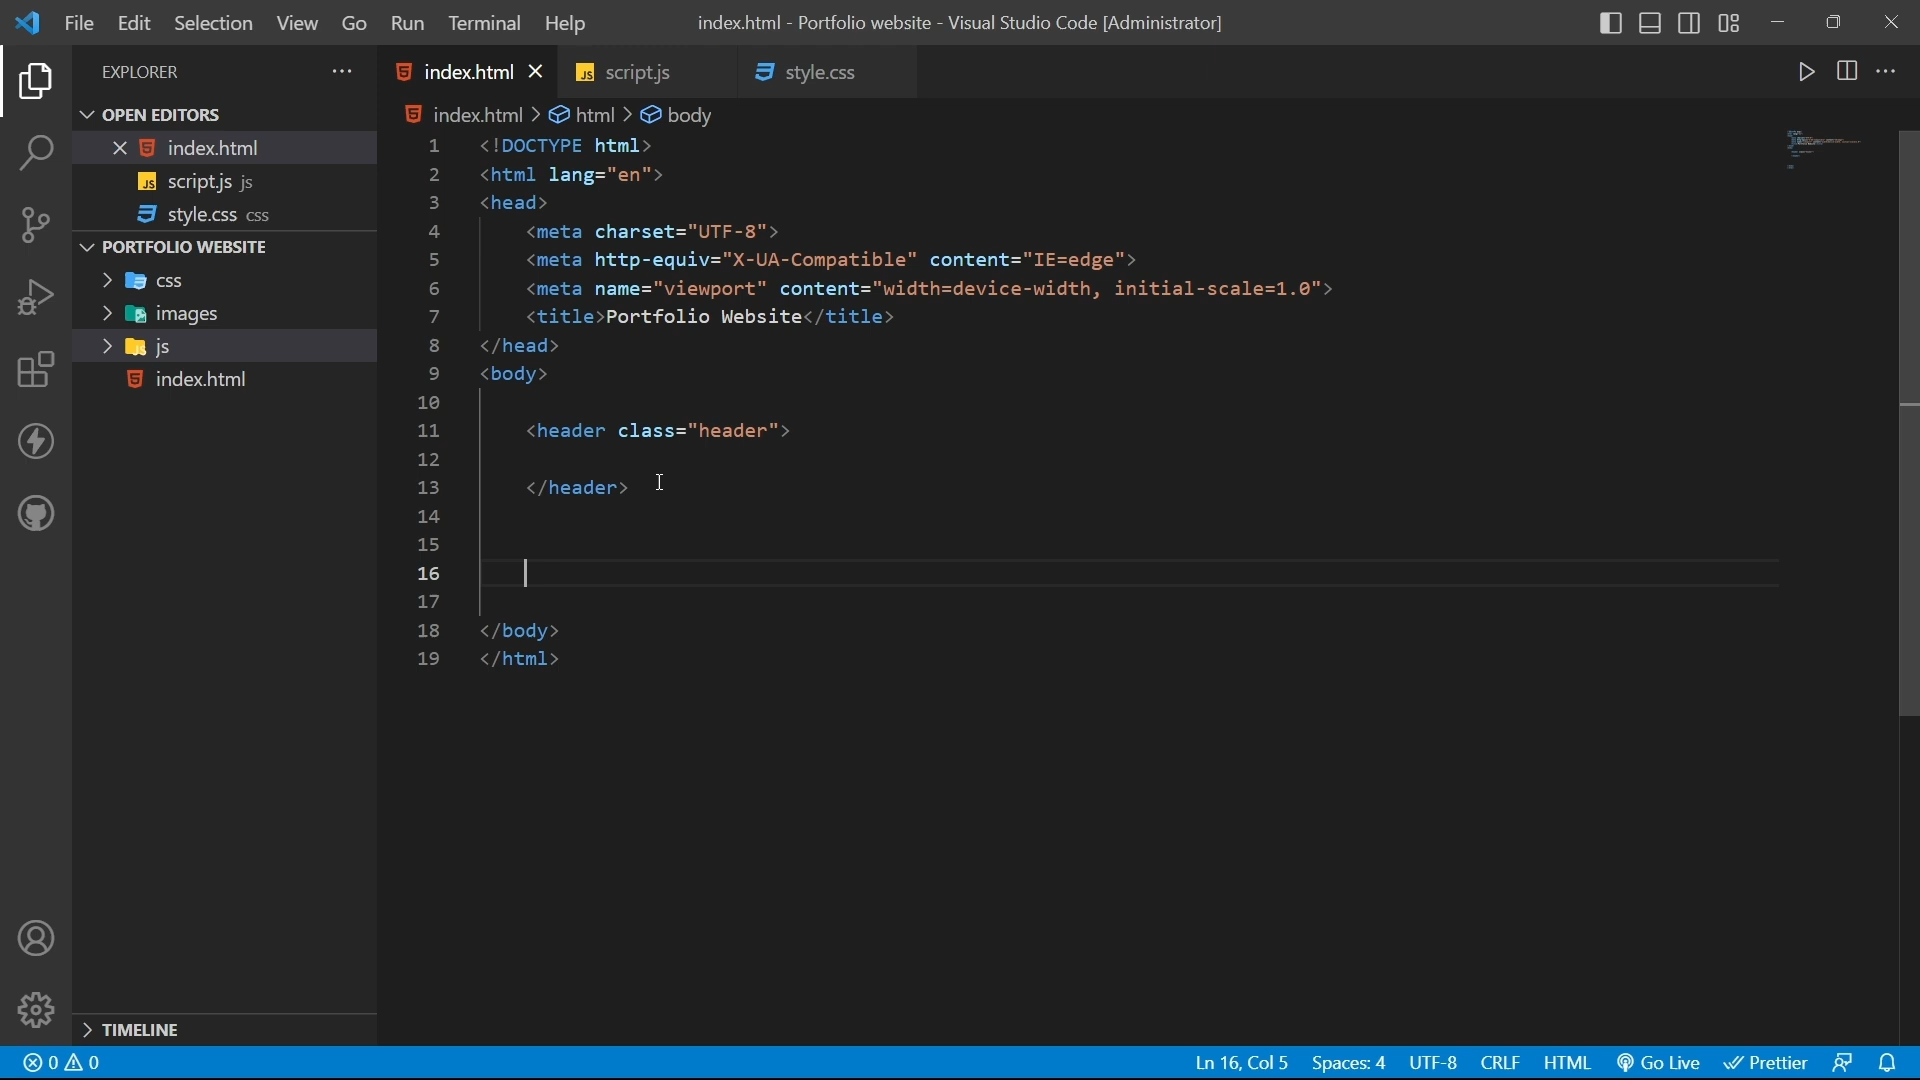 File Edit Selection View Go Run Terminal Help index.html - Portfolio website - Visual Studio Code [Administrator]
EXPLORER
OPEN EDITORS
index.html
script.js js
style.css css
PORTFOLIO WEBSITE
css
images
js
index.html
TIMELINE
index.html script.js style.css
index.html > html > body
1 <!DOCTYPE html>
2 <html lang="en">
3 <head>
4 <meta charset="UTF-8">
5 <meta http-equiv="X-UA-Compatible" content="IE=edge">
6 <meta name="viewport" content="width=device-width, initial-scale=1.0">
7 <title>Portfolio Website</title>
8 </head>
9 <body>
10
11 <header class="header">
12
13 </header>
14
15
16
17
18 </body>
19 </html>
0 0 Ln 16, Col 5 Spaces: 4 UTF-8 CRLF HTML Go Live Prettier